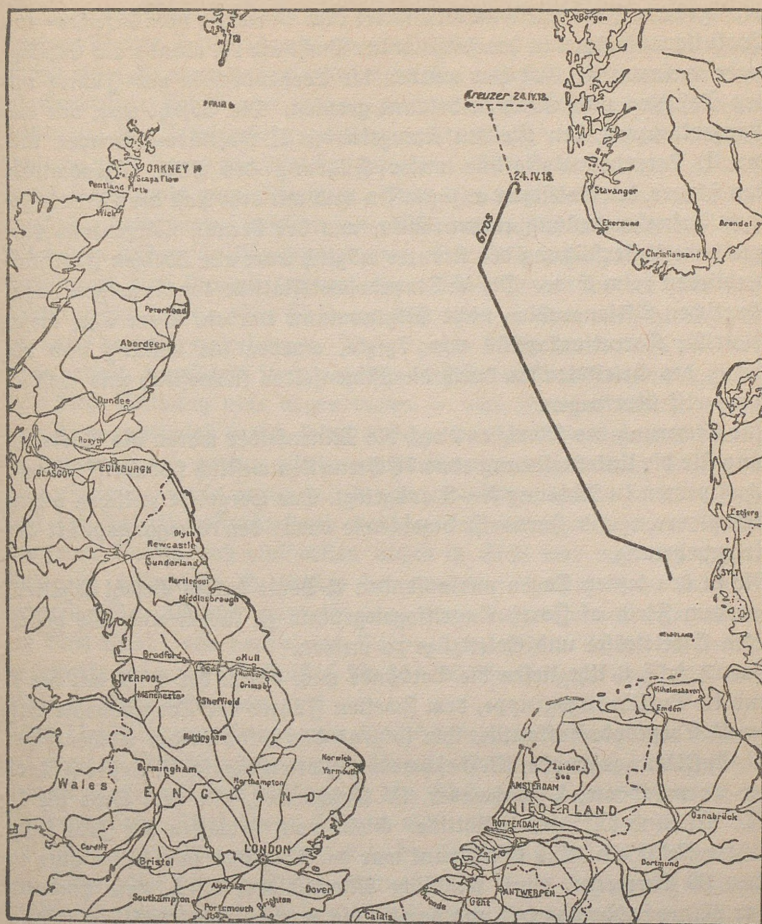 Bergen
Kreuzer 24.IV.18.
ORKNEY
Scapa Flow
Pentland Firth
Wick
24.IV.18.
Stavanger
Gros
Ekersund
Arendal
Christiansand
Peterhead
Aberdeen
Dundee
Rosyth
GLASGOW
EDINBURGH
Esbjerg
Blyth
Newcastle
Sunderland
Hartlepool
Middlesbrough
SYLT
HELGOLAND
Bradford
Leeds
Hull
Humber
Grimsby
LIVERPOOL
Manchester
Sheffield
Wilhelmshaven
Emden
Nottingham
Norwich
Yarmouth
Zuider
See
Birmingham
Wales
Northampton
ENGLAND
AMSTERDAM
NIEDERLAND
Osnabrück
ROTTERDAM
Cardiff
LONDON
Bristol
Dortmund
Aldershot
Dover
Southampton
Portsmouth
Brighton
Gent
ANTWERPEN
Calais